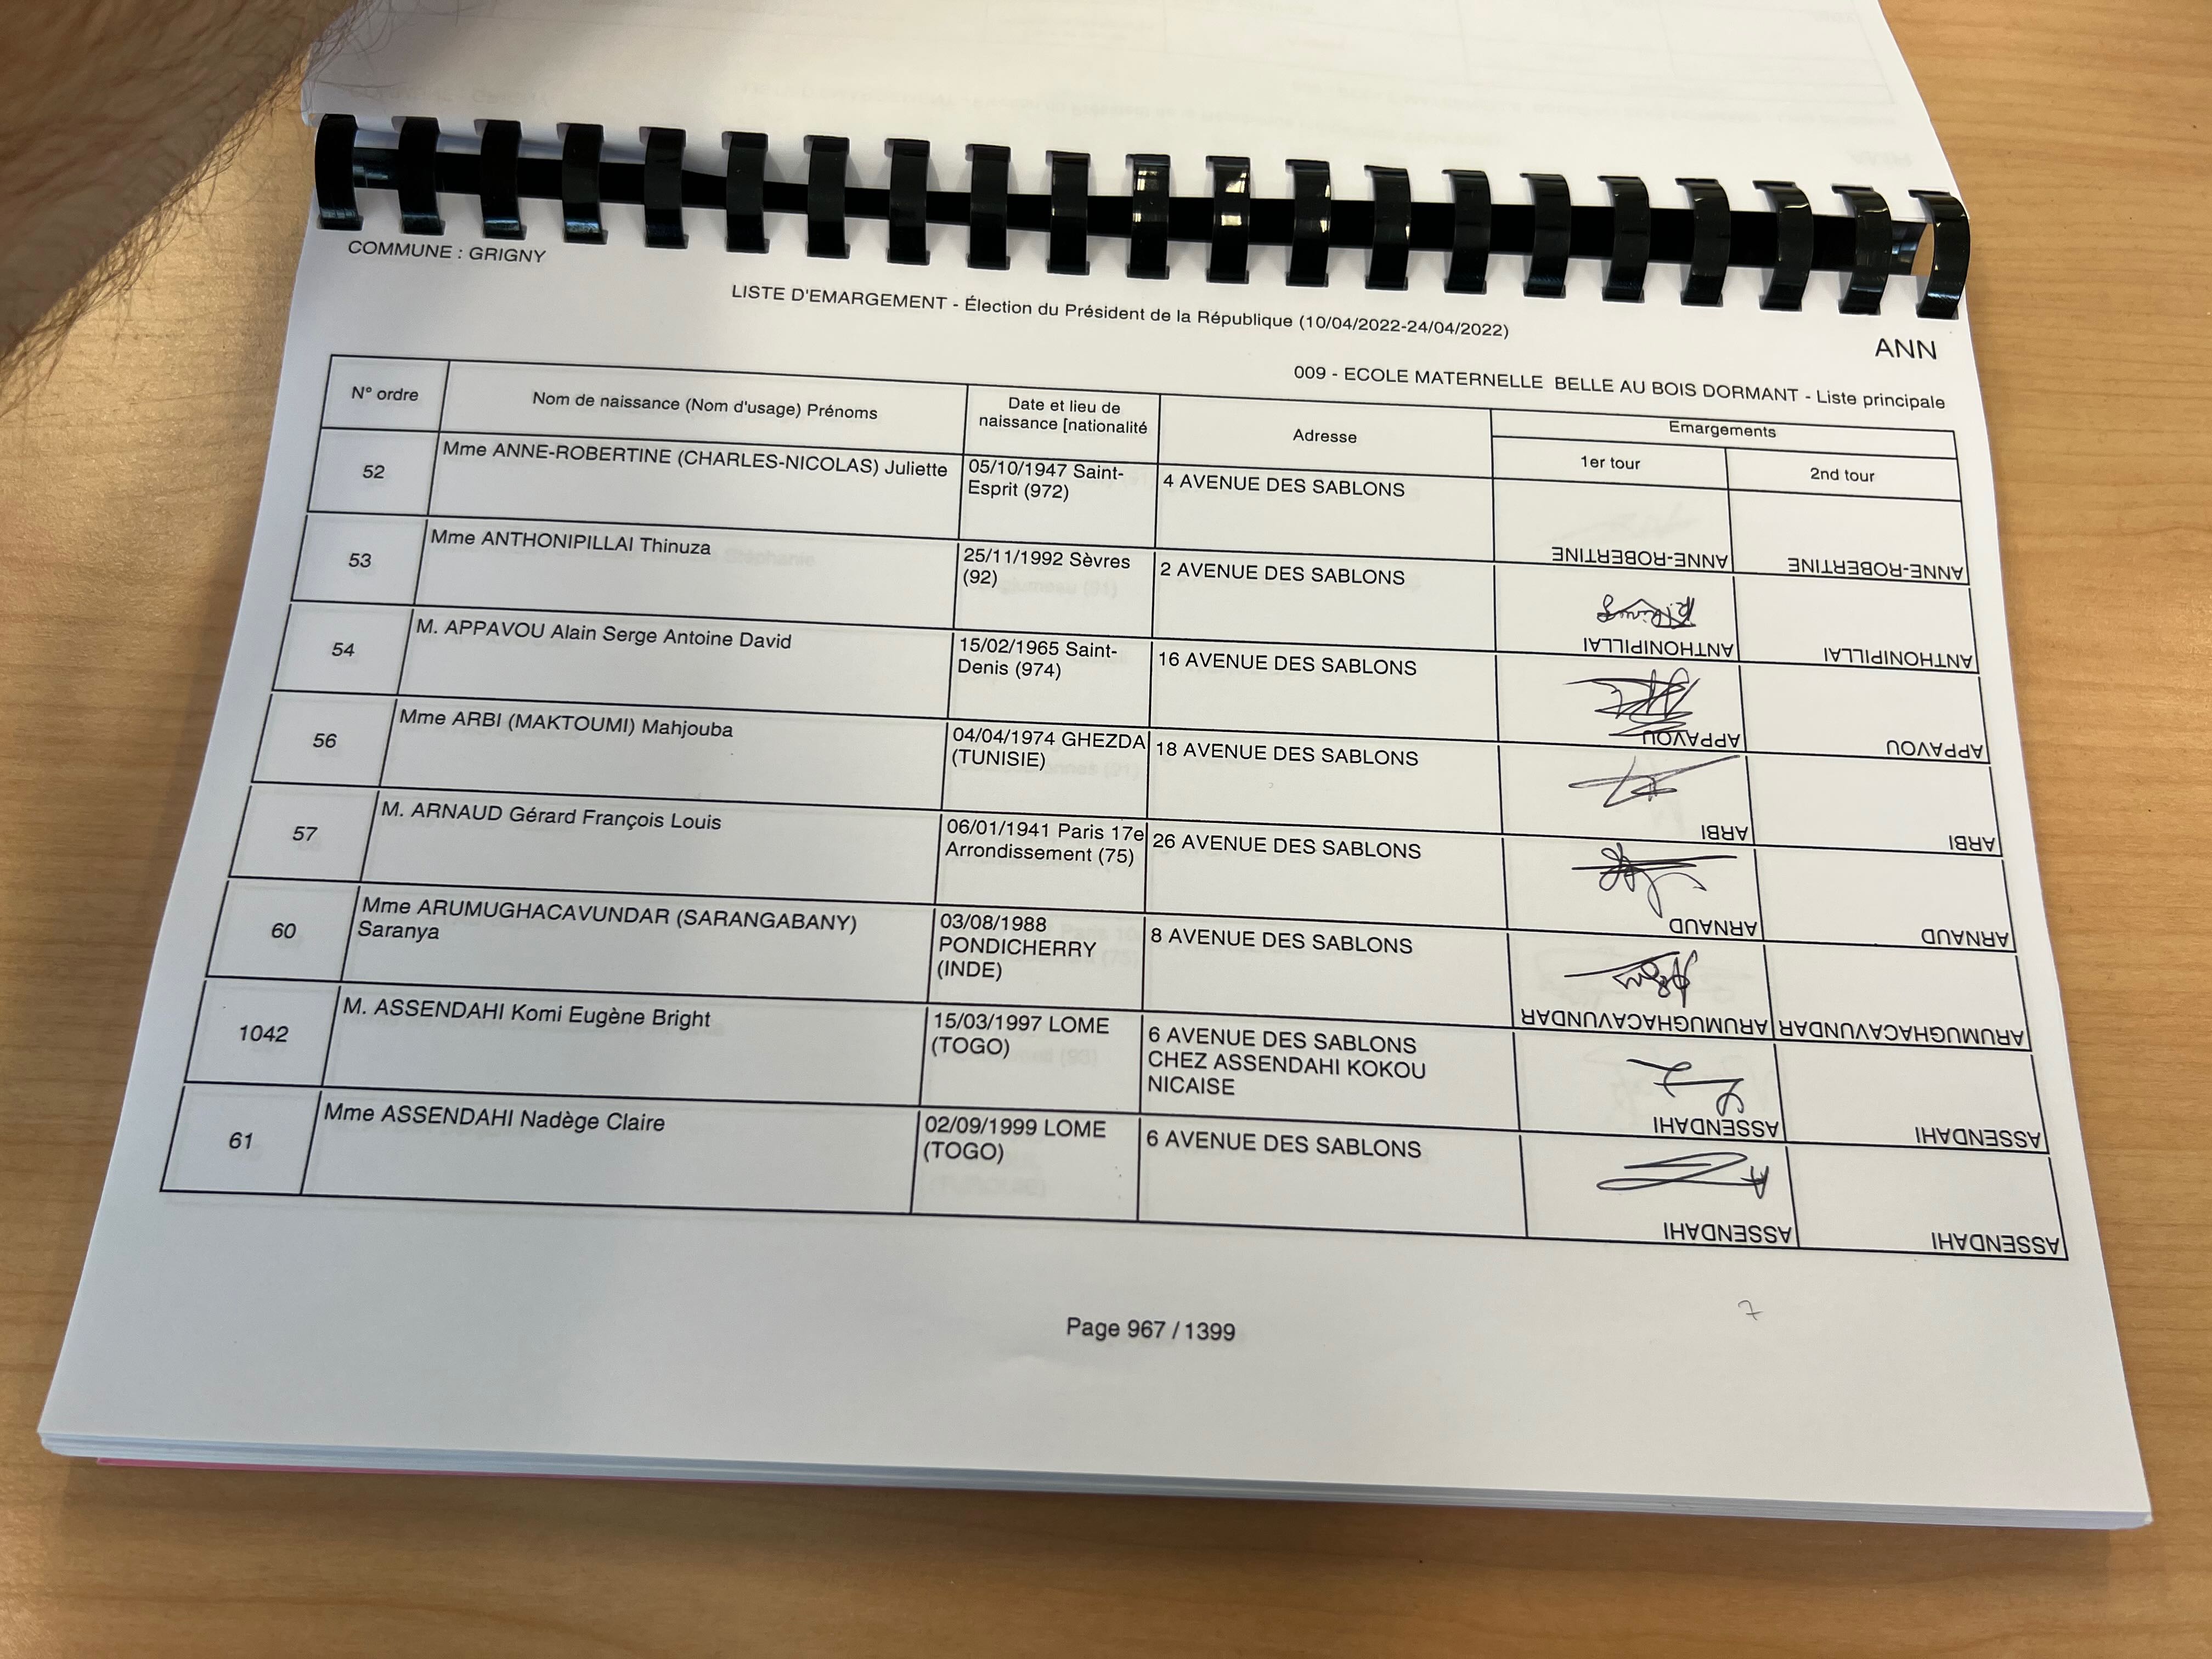 COMMUNE : GRIGNY
LISTE D'EMARGEMENT - Élection du Président de la République (10/04/2022-24/04/2022)
ANN
009 - ECOLE MATERNELLE BELLE AU BOIS DORMANT - Liste principale
N° ordre
Nom de naissance (Nom d'usage) Prénoms
Date et lieu de
naissance [nationalité
Adresse
Emargements
1er tour
2nd tour
52
Mme ANNE-ROBERTINE (CHARLES-NICOLAS) Juliette
05/10/1947 Saint-
Esprit (972)
4 AVENUE DES SABLONS
ANNE-ROBERTINE
ANNE-ROBERTINE
53
Mme ANTHONIPILLAI Thinuza
25/11/1992 Sèvres
(92)
2 AVENUE DES SABLONS
ANTHONIPILLAI
ANTHONIPILLAI
54
M. APPAVOU Alain Serge Antoine David
15/02/1965 Saint-
Denis (974)
16 AVENUE DES SABLONS
APPAVOU
APPAVOU
56
Mme ARBI (MAKTOUMI) Mahjouba
04/04/1974 GHEZDA
(TUNISIE)
18 AVENUE DES SABLONS
ARBI
ARBI
57
M. ARNAUD Gérard François Louis
06/01/1941 Paris 17e
Arrondissement (75)
26 AVENUE DES SABLONS
ARNAUD
ARNAUD
60
Mme ARUMUGHACAVUNDAR (SARANGABANY)
Saranya
03/08/1988
PONDICHERRY
(INDE)
8 AVENUE DES SABLONS
ARUMUGHACAVUNDAR
ARUMUGHACAVUNDAR
1042
M. ASSENDAHI Komi Eugène Bright
15/03/1997 LOME
(TOGO)
6 AVENUE DES SABLONS
CHEZ ASSENDAHI KOKOU
NICAISE
ASSENDAHI
ASSENDAHI
61
Mme ASSENDAHI Nadège Claire
02/09/1999 LOME
(TOGO)
6 AVENUE DES SABLONS
ASSENDAHI
ASSENDAHI
7
Page 967 / 1399